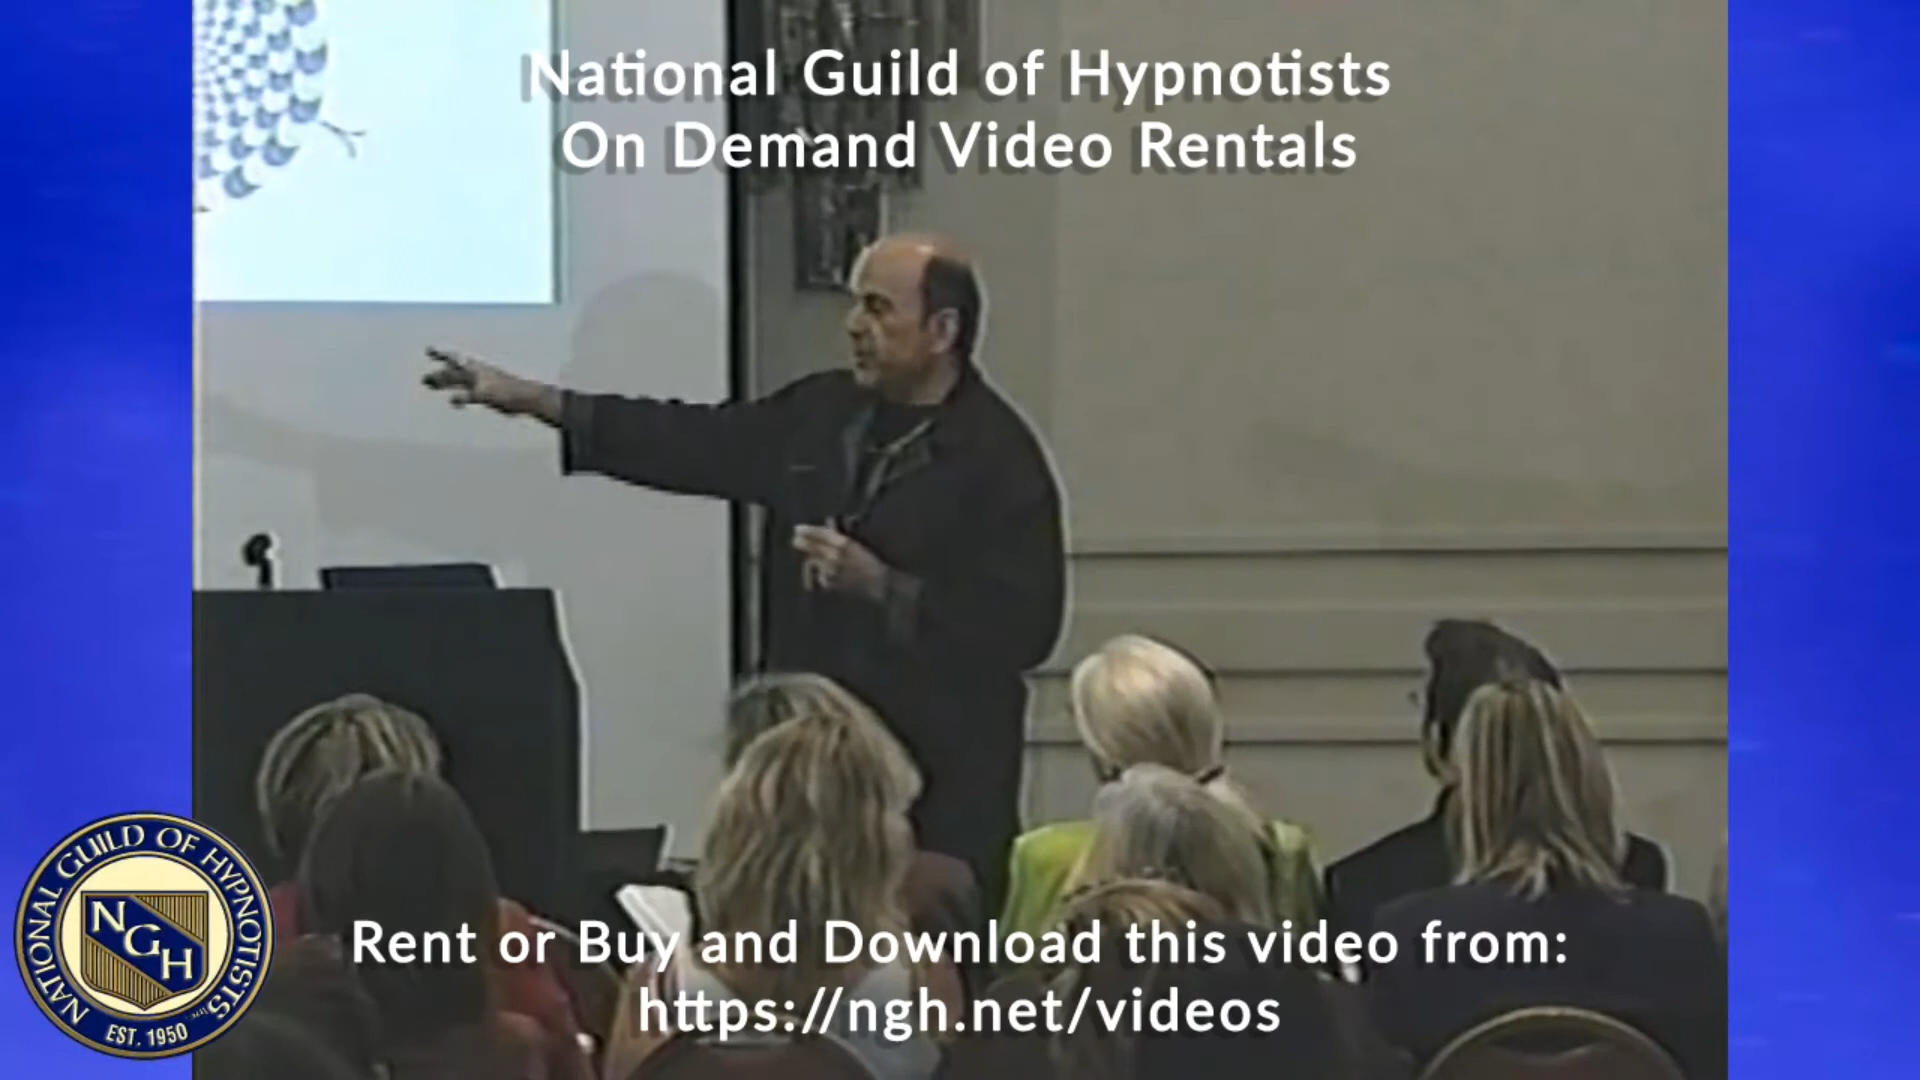 National Guild of Hypnotists
On Demand Video Rentals
Rent or Buy and Download this video from:
https://ngh.net/videos
NATIONAL GUILD OF HYPNOTISTS, Inc.
NGH
EST. 1950